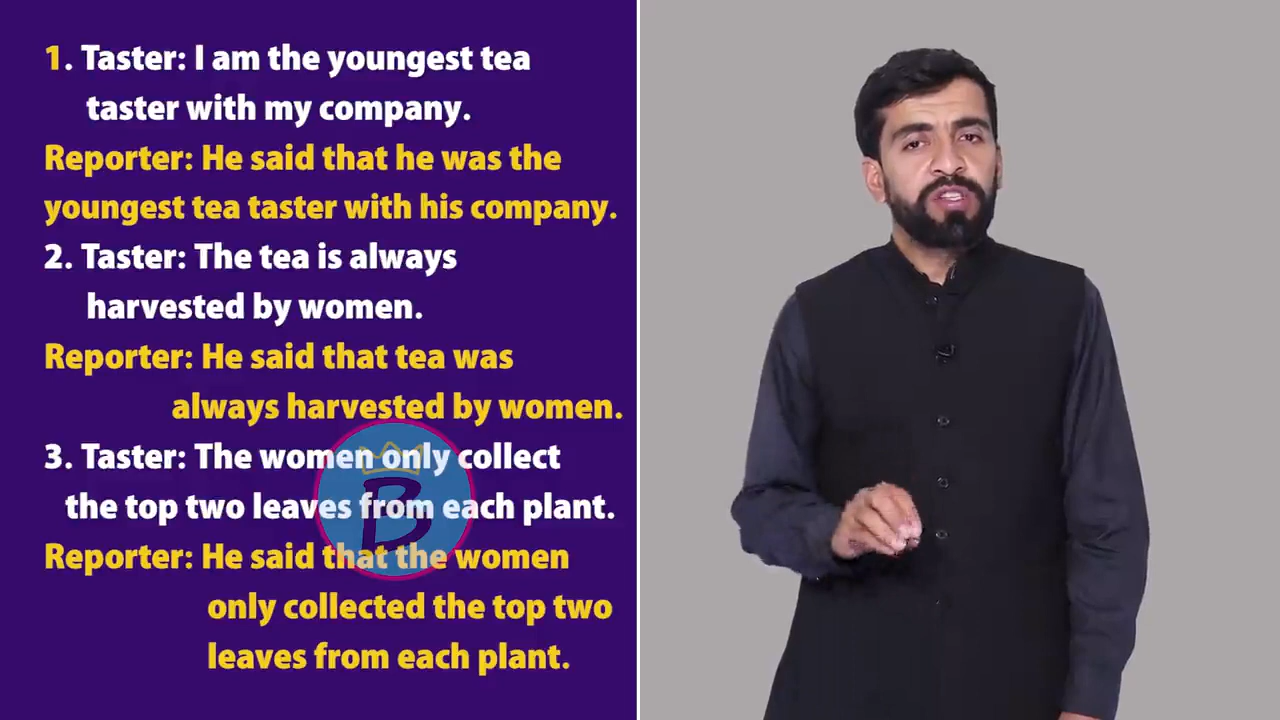 1. Taster: I am the youngest tea
taster with my company.
Reporter: He said that he was the
youngest tea taster with his company.
2. Taster: The tea is always
harvested by women.
Reporter: He said that tea was
always harvested by women.
3. Taster: The women only collect
the top two leaves from each plant.
Reporter: He said that the women
only collected the top two
leaves from each plant.
B